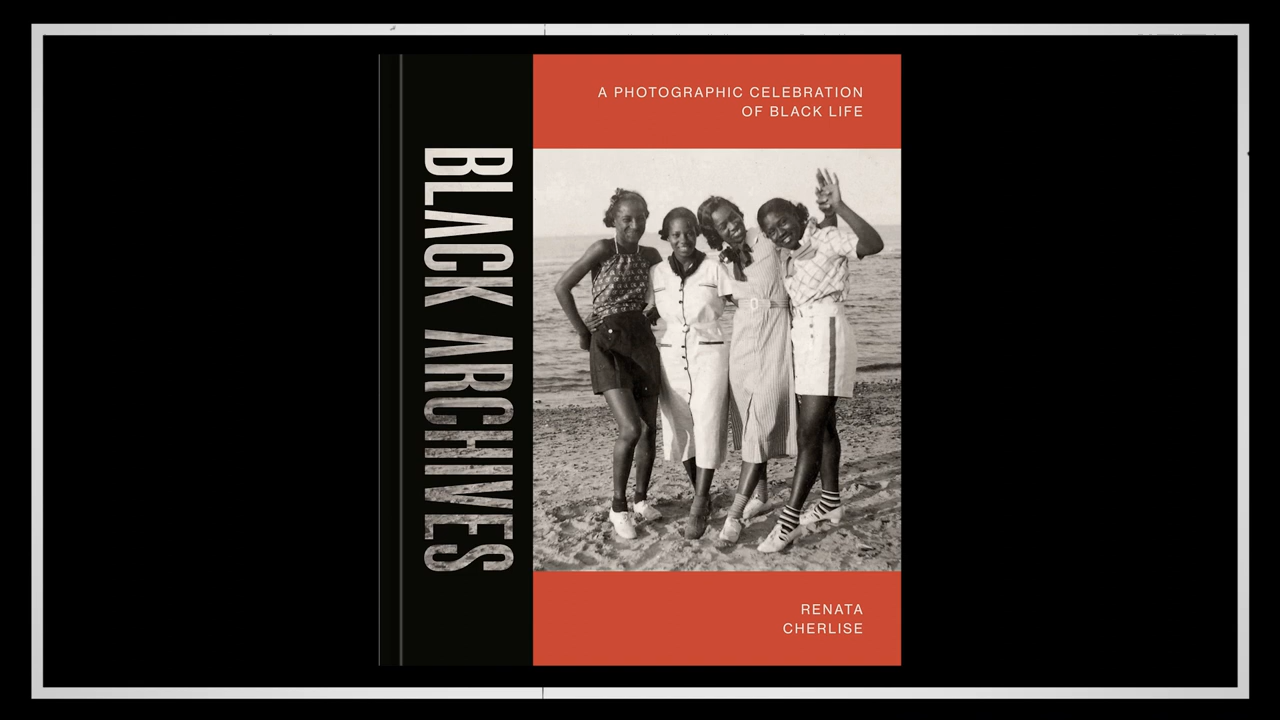 BLACK ARCHIVES
A PHOTOGRAPHIC CELEBRATION
OF BLACK LIFE
RENATA
CHERLISE